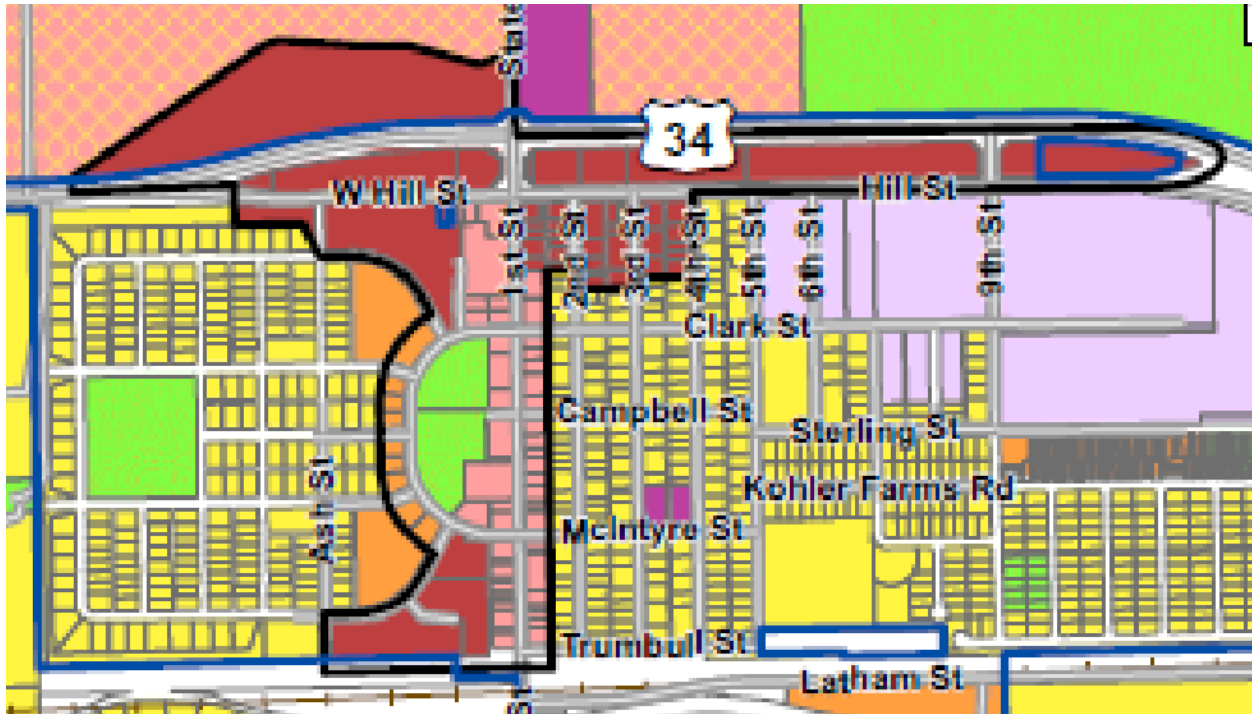 State
34
W Hill St
Hill St
1st St
2nd St
3rd St
4th St
5th St
6th St
9th St
Clark St
Campbell St
Sterling St
Ash St
Kohler Farms Rd
McIntyre St
Trumbull St
Latham St
St